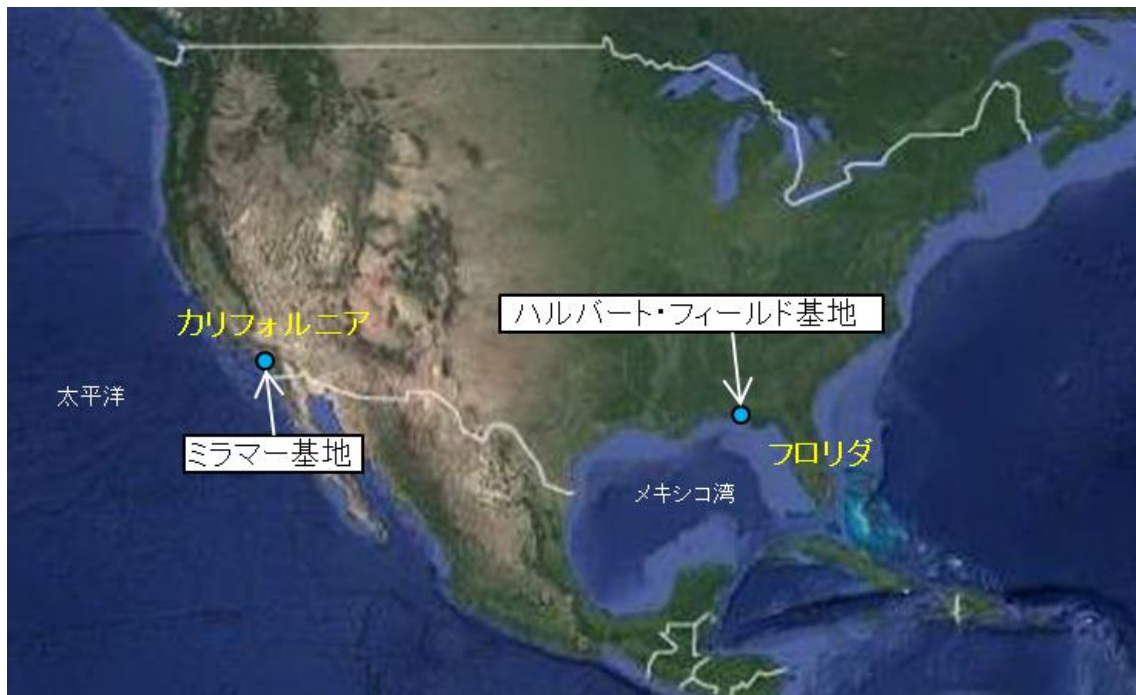 ハルバート・フィールド基地
カリフォルニア
太平洋
ミラマー基地
フロリダ
メキシコ湾